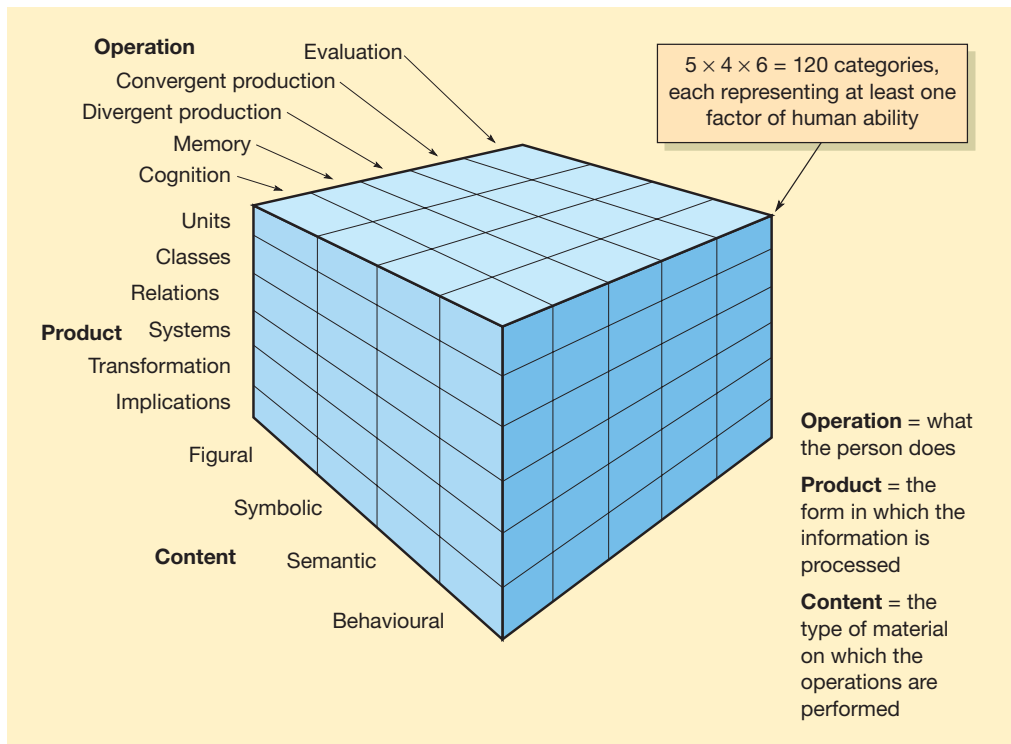 Operation
Evaluation
Convergent production
Divergent production
Memory
Cognition
5 × 4 × 6 = 120 categories,
each representing at least one
factor of human ability
Units
Classes
Relations
Product
Systems
Transformation
Implications
Figural
Symbolic
Content
Semantic
Behavioural
Operation = what
the person does
Product = the
form in which the
information is
processed
Content = the
type of material
on which the
operations are
performed